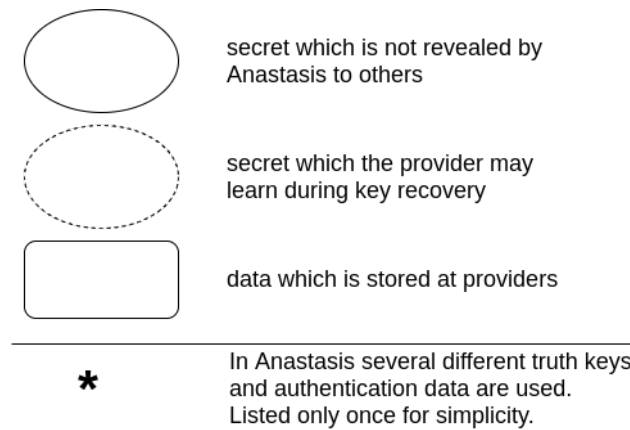 secret which is not revealed by
Anastasis to others
secret which the provider may
learn during key recovery
data which is stored at providers
*
In Anastasis several different truth keys
and authentication data are used.
Listed only once for simplicity.